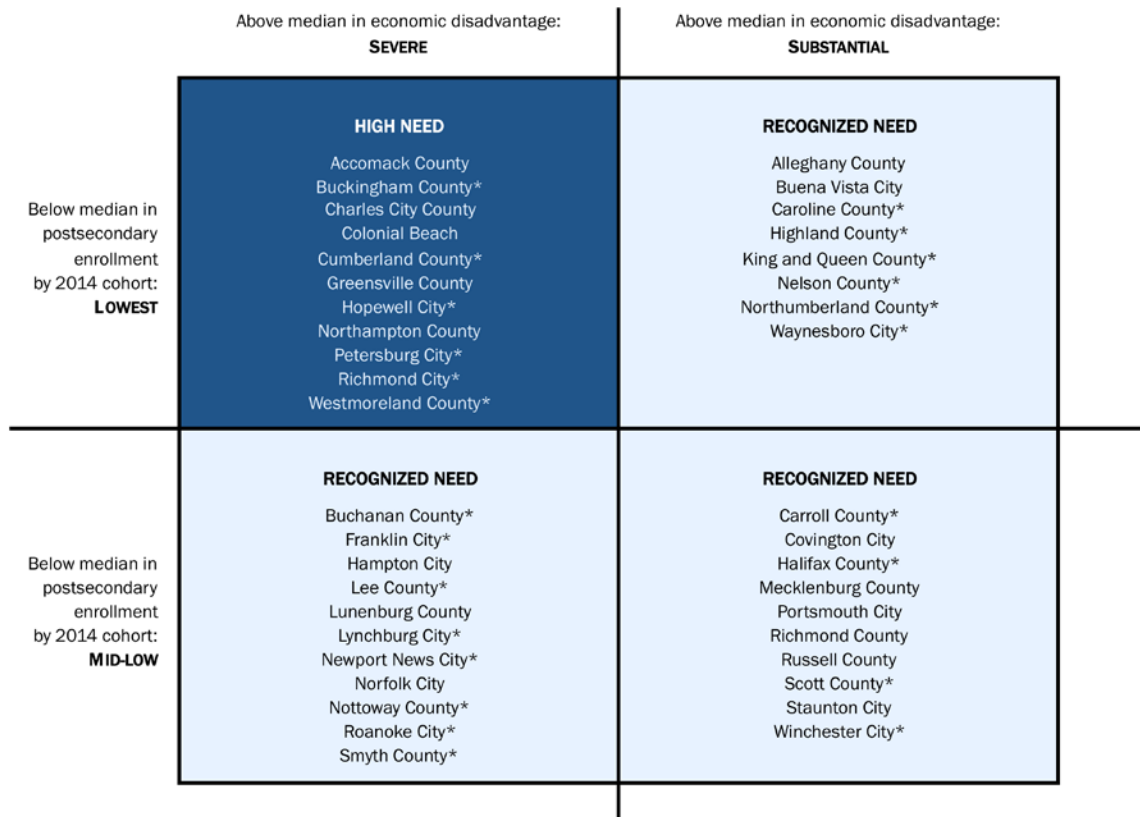 Above median in economic disadvantage:
SEVERE
Above median in economic disadvantage:
SUBSTANTIAL
Below median in
postsecondary
enrollment
by 2014 cohort:
LOWEST
HIGH NEED
Accomack County
Buckingham County*
Charles City County
Colonial Beach
Cumberland County*
Greensville County
Hopewell City*
Northampton County
Petersburg City*
Richmond City*
Westmoreland County*
RECOGNIZED NEED
Alleghany County
Buena Vista City
Caroline County*
Highland County*
King and Queen County*
Nelson County*
Northumberland County*
Waynesboro City*
Below median in
postsecondary
enrollment
by 2014 cohort:
MID-LOW
RECOGNIZED NEED
Buchanan County*
Franklin City*
Hampton City
Lee County*
Lunenburg County
Lynchburg City*
Newport News City*
Norfolk City
Nottoway County*
Roanoke City*
Smyth County*
RECOGNIZED NEED
Carroll County*
Covington City
Halifax County*
Mecklenburg County
Portsmouth City
Richmond County
Russell County
Scott County*
Staunton City
Winchester City*